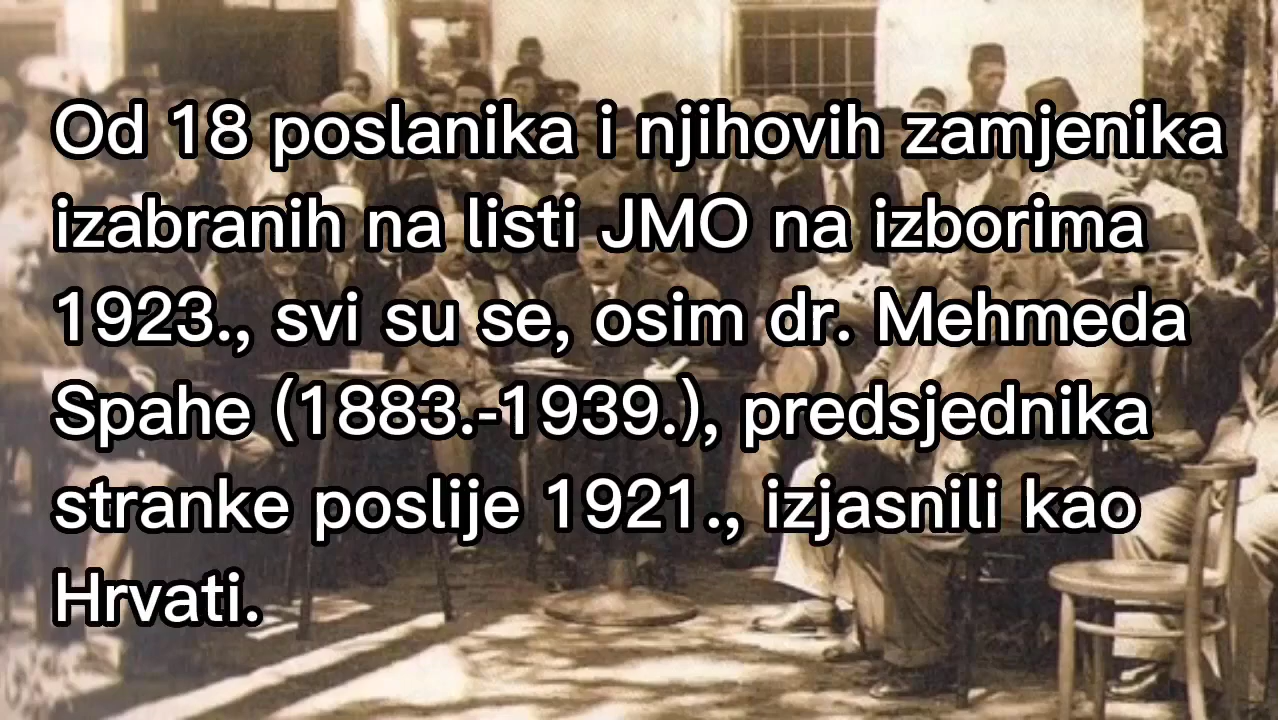 Od 18 poslanika i njihovih zamjenika
izabranih na listi JMO na izborima
1923., svi su se, osim dr. Mehmeda
Spahe (1883.-1939.), predsjednika
stranke poslije 1921., izjasnili kao
Hrvati.